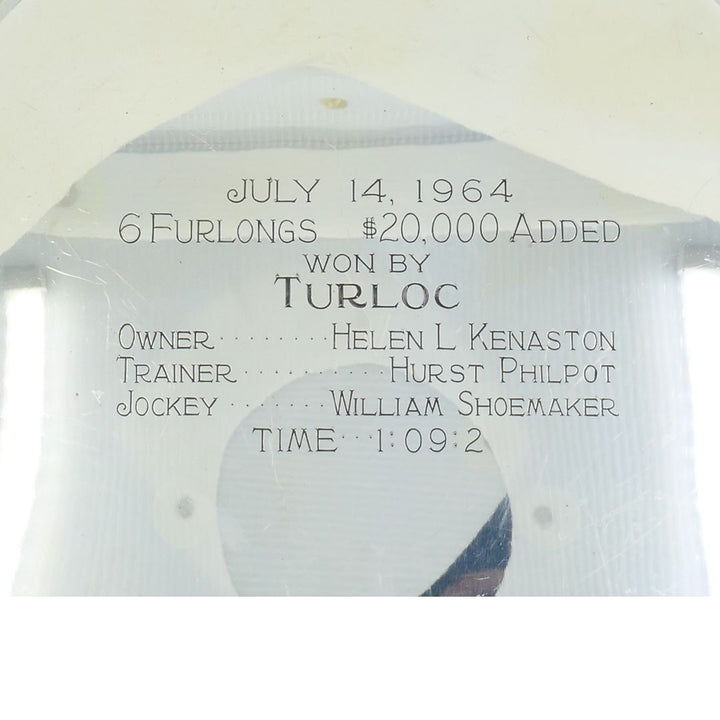 JULY 14, 1964
6 FURLONGS $20,000 ADDED
WON BY
TURLOC
OWNER ········· HELEN L KENASTON
TRAINER ··········· HURST PHILPOT
JOCKEY ········ WILLIAM SHOEMAKER
TIME ··· 1:09:2